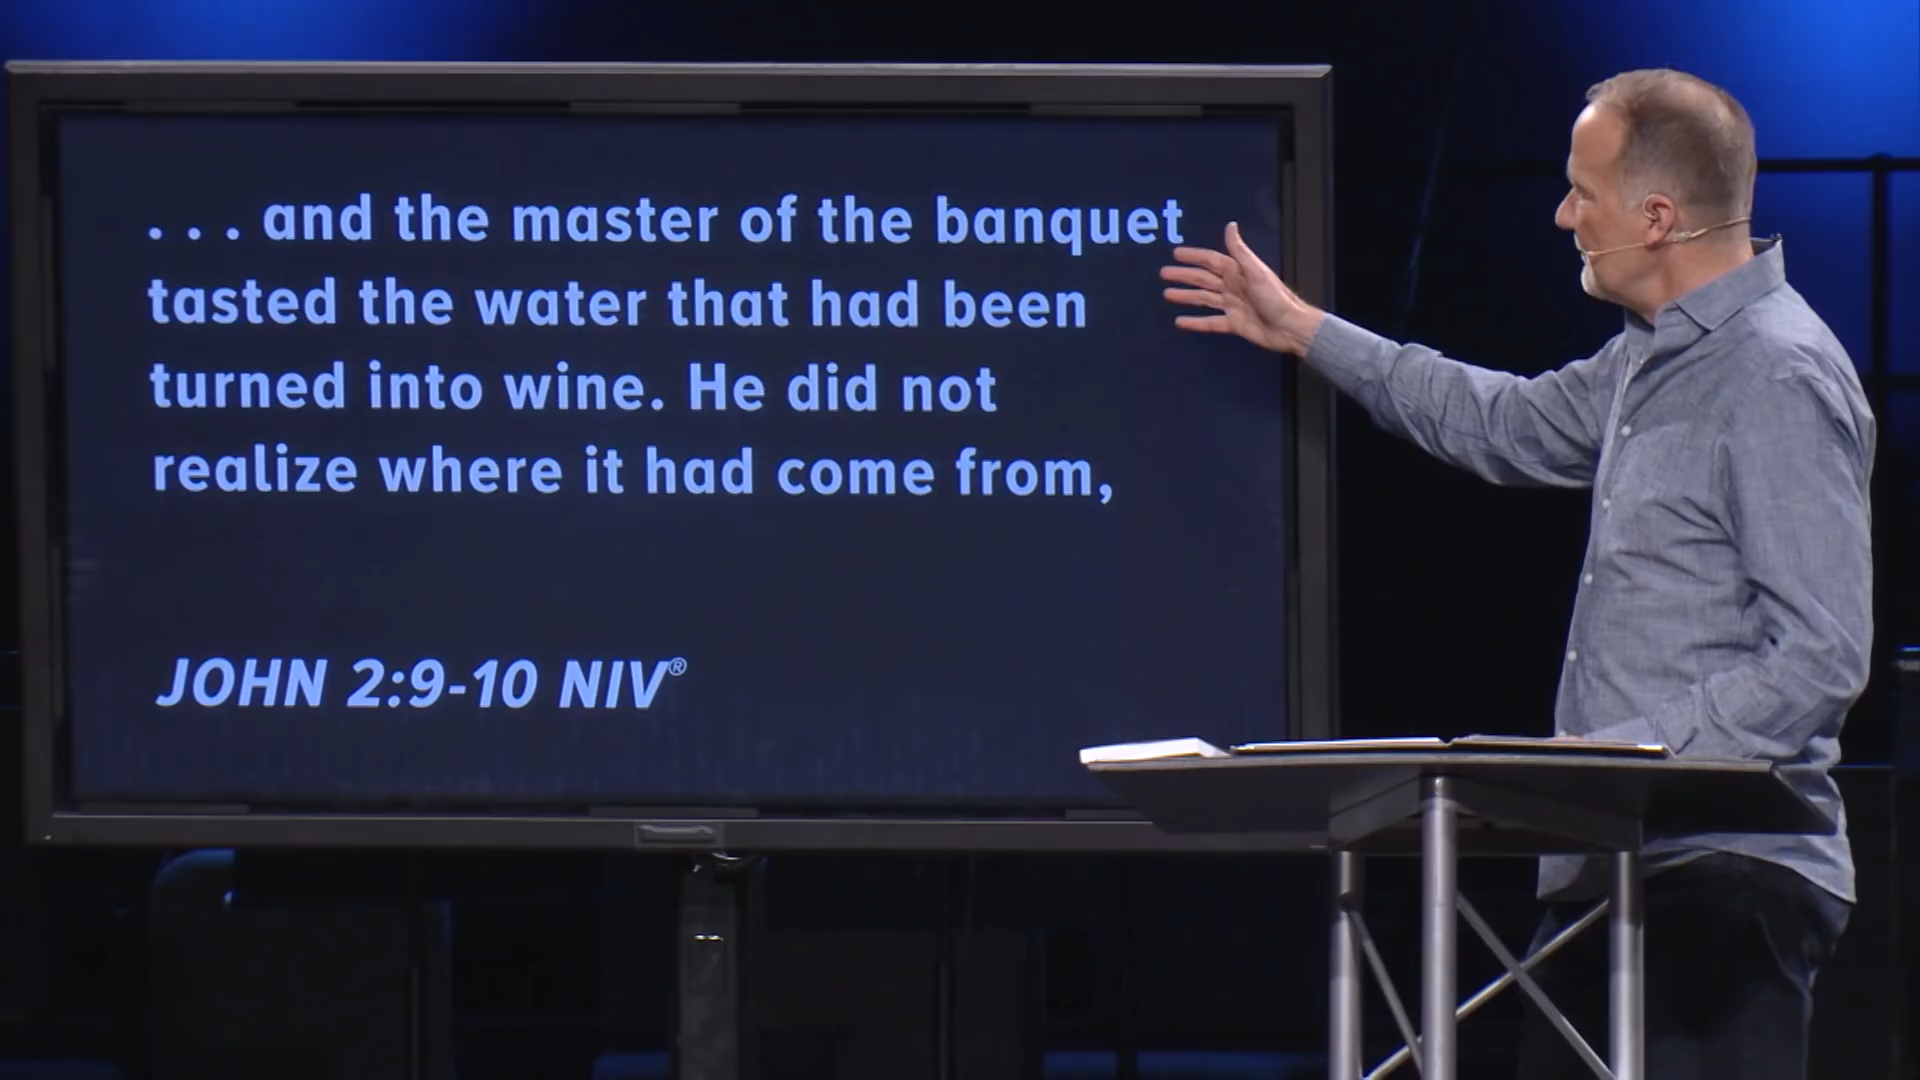 . . . and the master of the banquet
tasted the water that had been
turned into wine. He did not
realize where it had come from,
JOHN 2:9-10 NIV®